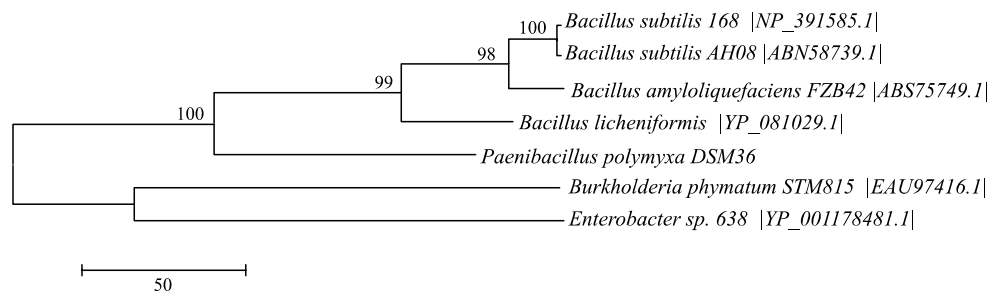 100 Bacillus subtilis 168 |NP_391585.1|
98 Bacillus subtilis AH08 |ABN58739.1|
99 Bacillus amyloliquefaciens FZB42 |ABS75749.1|
100 Bacillus licheniformis |YP_081029.1|
Paenibacillus polymyxa DSM36
Burkholderia phymatum STM815 |EAU97416.1|
Enterobacter sp. 638 |YP_001178481.1|
50